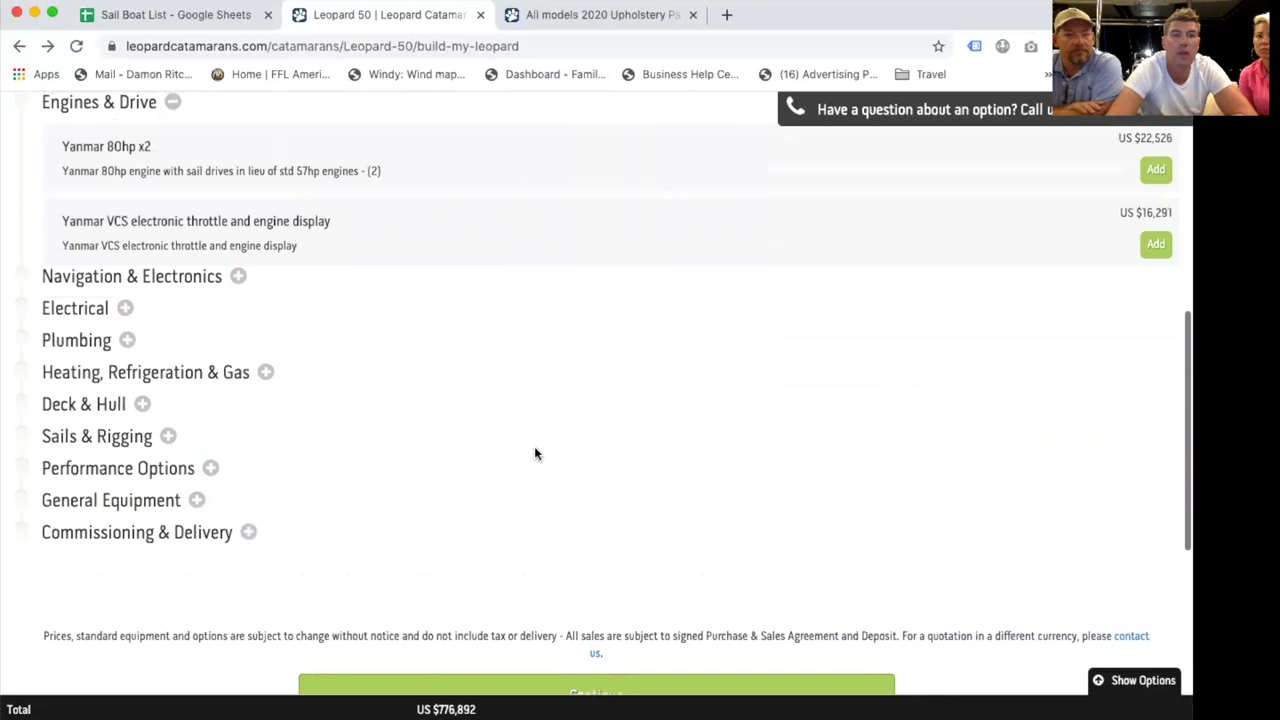 Sail Boat List - Google Sheets
Leopard 50 | Leopard Catamar
All models 2020 Upholstery Pa
leopardcatamarans.com/catamarans/Leopard-50/build-my-leopard
Apps
Mail - Damon Ritc...
Home | FFL Ameri...
Windy: Wind map...
Dashboard - Famil...
Business Help Ce...
(16) Advertising P...
Travel
»
Engines & Drive
Have a question about an option? Call u
Yanmar 80hp x2
US $22,526
Yanmar 80hp engine with sail drives in lieu of std 57hp engines - (2)
Add
Yanmar VCS electronic throttle and engine display
US $16,291
Yanmar VCS electronic throttle and engine display
Add
Navigation & Electronics
Electrical
Plumbing
Heating, Refrigeration & Gas
Deck & Hull
Sails & Rigging
Performance Options
General Equipment
Commissioning & Delivery
Prices, standard equipment and options are subject to change without notice and do not include tax or delivery - All sales are subject to signed Purchase & Sales Agreement and Deposit. For a quotation in a different currency, please contact
us.
Show Options
Continue
Total US $776,892